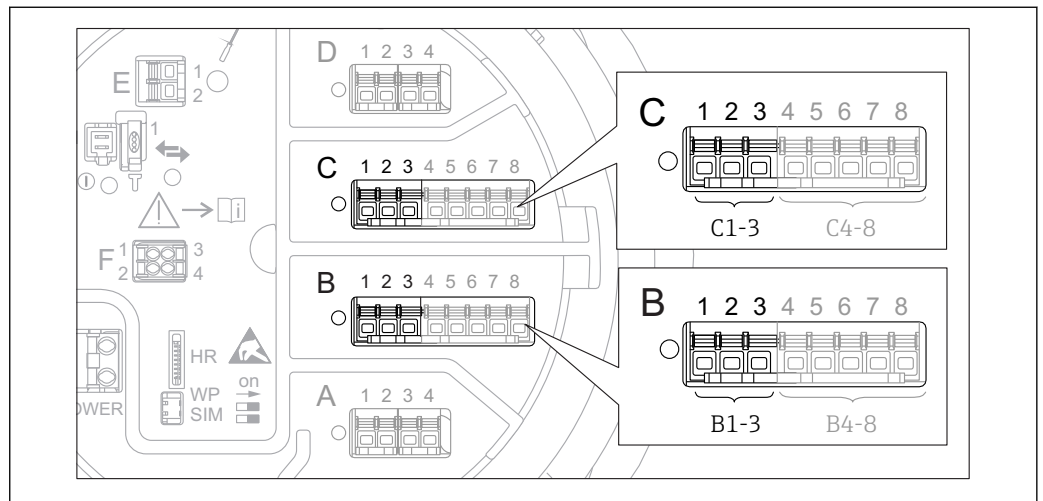 D 1 2 3 4
E 1
2
1
C 1 2 3 4 5 6 7 8
C 1 2 3 4 5 6 7 8
C1-3 C4-8
i
F 1 3
2 4
B 1 2 3 4 5 6 7 8
B 1 2 3 4 5 6 7 8
B1-3 B4-8
HR
WP on
SIM
OWER
A 1 2 3 4